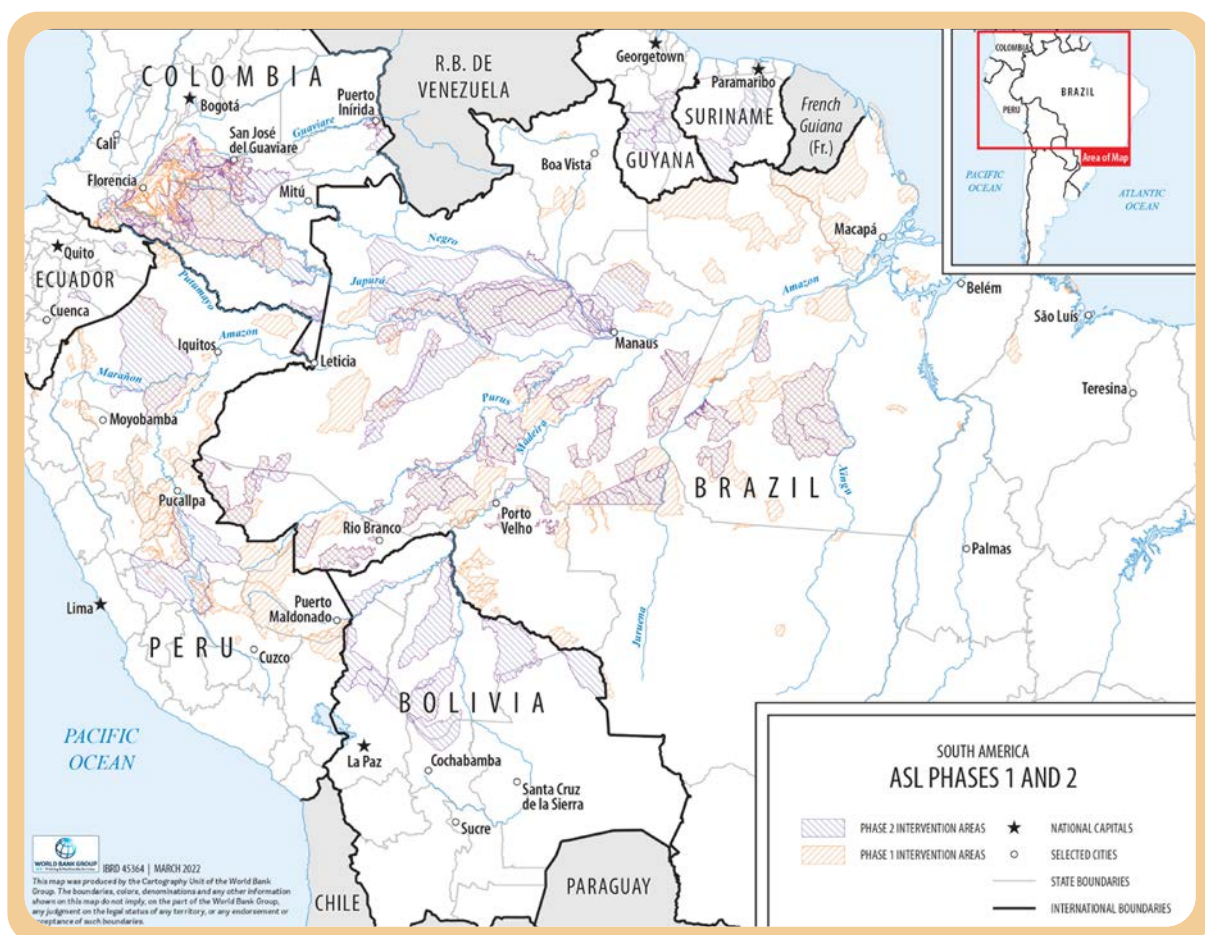 COLOMBIA
Bogotá
Cali
San José
del Guaviare
Florencia
Puerto
Inírida
Guaviare
Mitú
R.B. DE
VENEZUELA
Georgetown
Paramaribo
SURINAME
GUYANA
French
Guiana
(Fr.)
Boa Vista
Macapá
Quito
ECUADOR
Cuenca
Putumayo
Negro
Japurá
Amazon
Iquitos
Leticia
Marañon
Moyobamba
Manaus
Amazon
Belém
São Luís
Teresina
Purus
Madeira
Xingu
BRAZIL
Pucallpa
Rio Branco
Porto
Velho
Palmas
Juruena
Lima
PERU
Puerto
Maldonado
Cuzco
BOLIVIA
La Paz
Cochabamba
Santa Cruz
de la Sierra
Sucre
PACIFIC
OCEAN
CHILE
PARAGUAY
COLOMBIA
BRAZIL
PERU
Area of Map
PACIFIC
OCEAN
ATLANTIC
OCEAN
SOUTH AMERICA
ASL PHASES 1 AND 2
PHASE 2 INTERVENTION AREAS
PHASE 1 INTERVENTION AREAS
NATIONAL CAPITALS
SELECTED CITIES
STATE BOUNDARIES
INTERNATIONAL BOUNDARIES
WORLD BANK GROUP
IBRD 45364 | MARCH 2022
This map was produced by the Cartography Unit of the World Bank
Group. The boundaries, colors, denominations and any other information
shown on this map do not imply, on the part of the World Bank Group,
any judgment on the legal status of any territory, or any endorsement or
acceptance of such boundaries.